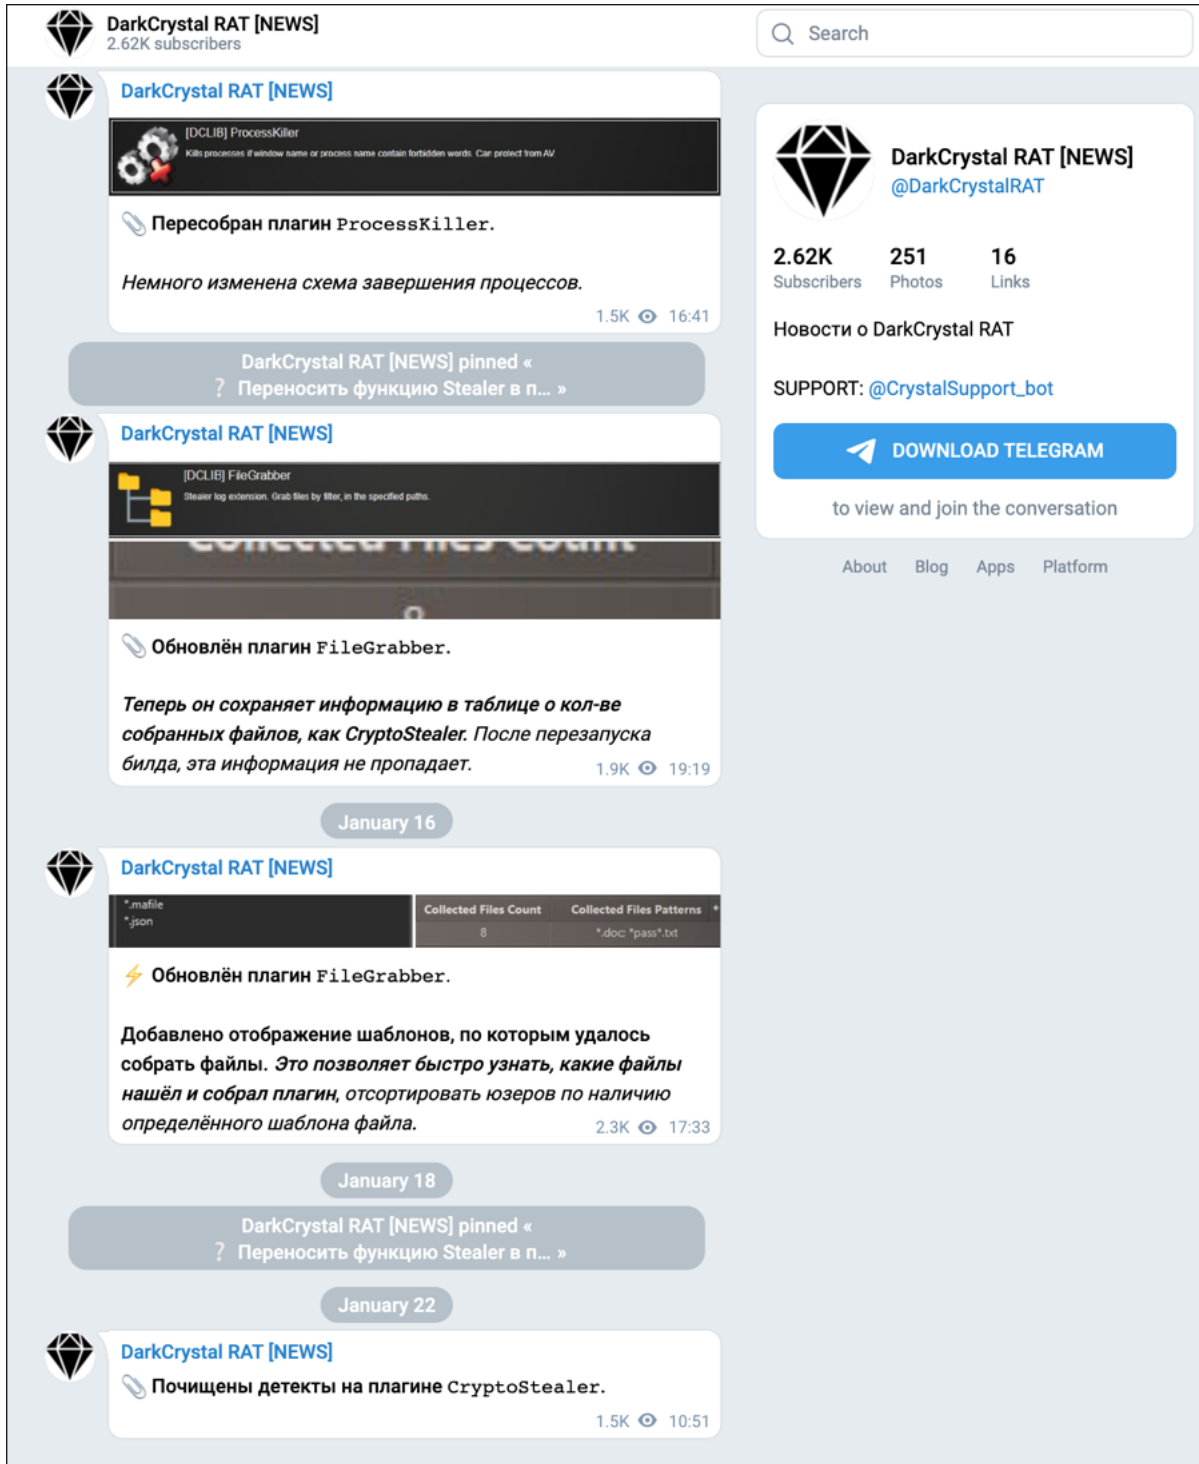 DarkCrystal RAT [NEWS]
2.62K subscribers
Search
DarkCrystal RAT [NEWS]
[DCLIB] ProcessKiller
Kills processes if window name or process name contain forbidden words. Can protect from AV
Пересобран плагин ProcessKiller.
Немного изменена схема завершения процессов.
1.5K 16:41
DarkCrystal RAT [NEWS] pinned «
❔ Переносить функцию Stealer в п... »
DarkCrystal RAT [NEWS]
[DCLIB] FileGrabber
Stealer log extension. Grab files by filter, in the specified paths.
Collected Files Count
Обновлён плагин FileGrabber.
Теперь он сохраняет информацию в таблице о кол-ве
собранных файлов, как CryptoStealer. После перезапуска
билда, эта информация не пропадает.
1.9K 19:19
January 16
DarkCrystal RAT [NEWS]
*.mafile
*.json
Collected Files Count Collected Files Patterns
8 *.doc; *pass*.txt
⚡ Обновлён плагин FileGrabber.
Добавлено отображение шаблонов, по которым удалось
собрать файлы. Это позволяет быстро узнать, какие файлы
нашёл и собрал плагин, отсортировать юзеров по наличию
определённого шаблона файла.
2.3K 17:33
January 18
DarkCrystal RAT [NEWS] pinned «
❔ Переносить функцию Stealer в п... »
January 22
DarkCrystal RAT [NEWS]
Почищены детекты на плагине CryptoStealer.
1.5K 10:51
DarkCrystal RAT [NEWS]
@DarkCrystalRAT
2.62K 251 16
Subscribers Photos Links
Новости о DarkCrystal RAT
SUPPORT: @CrystalSupport_bot
DOWNLOAD TELEGRAM
to view and join the conversation
About Blog Apps Platform